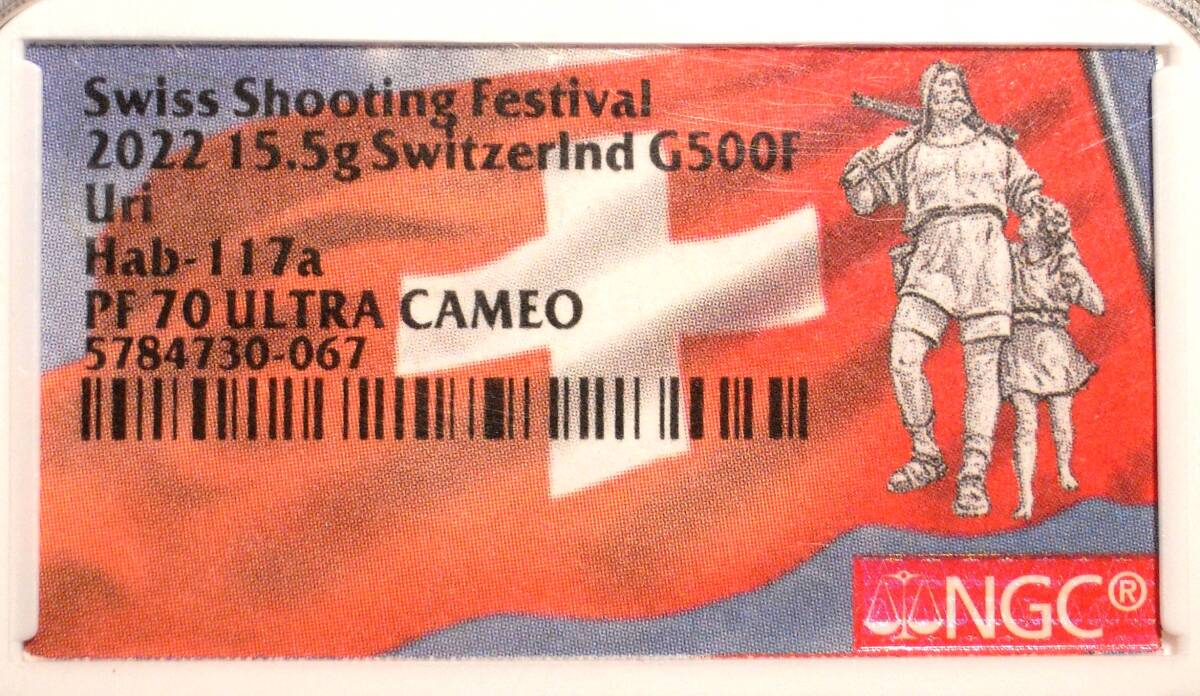 Swiss Shooting Festival
2022 15.5g Switzerlnd G500F
Uri
Hab-117a
PF 70 ULTRA CAMEO
5784730-067
NGC®